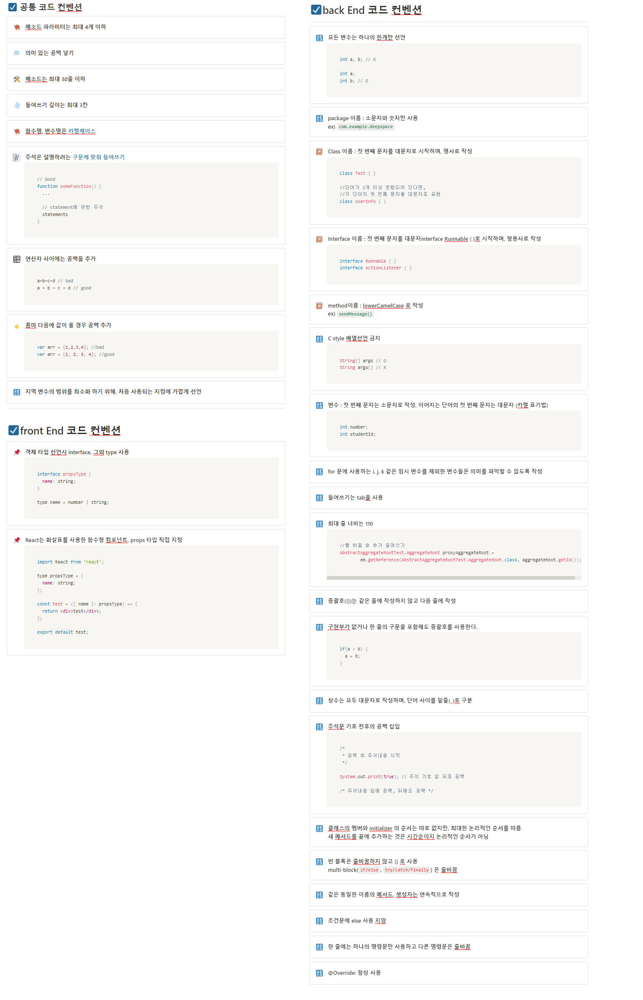 공통 코드 컨벤션
메소드 파라미터는 최대 4개 이하
의미 있는 공백 넣기
메소드는 최대 30줄 이하
들여쓰기 깊이는 최대 3칸
함수명, 변수명은 카멜케이스
주석은 설명하려는 구문에 맞춰 들여쓰기
// Good
function someFunction() {
...
// statement에 관한 주석
statements
}
연산자 사이에는 공백을 추가
a+b+c+d // bad
a + b + c + d // good
콤마 다음에 값이 올 경우 공백 추가
var arr = [1,2,3,4]; //bad
var arr = [1, 2, 3, 4]; //good
지역 변수의 범위를 최소화 하기 위해, 처음 사용되는 지점에 가깝게 선언
front End 코드 컨벤션
객체 타입 선언시 interface, 그외 type 사용
interface propsType {
name: string;
}
type name = number | string;
React는 화살표를 사용한 함수형 컴포넌트, props 타입 직접 지정
import React from 'react';
type propsType = {
name: string;
};
const test = ({ name }: propsType) => {
return <div>test</div>;
};
export default test;
back End 코드 컨벤션
모든 변수는 하나의 한개만 선언
int a, b; // X
int a;
int b; // O
package 이름 : 소문자와 숫자만 사용
ex) com.example.deepspace
Class 이름 : 첫 번째 문자를 대문자로 시작하며, 명사로 작성
class Test { }
//단어가 2개 이상 혼합되어 있다면,
//각 단어의 첫 번째 문자을 대문자로 표현
class UserInfo { }
Interface 이름 : 첫 번째 문자를 대문자interface Runnable { }로 시작하며, 형용사로 작성
interface Runnable { }
interface ActionListener { }
method이름 : lowerCamelCase 로 작성
ex) sendMessage()
C style 배열선언 금지
String[] args // O
String args[] // X
변수 : 첫 번째 문자는 소문자로 작성, 이어지는 단어의 첫 번째 문자는 대문자 (카멜 표기법)
int number;
int studentId;
for 문에 사용하는 i, j, k 같은 임시 변수를 제외한 변수들은 의미를 파악할 수 있도록 작성
들여쓰기는 tab을 사용
최대 줄 너비는 110
//줄 바꿈 후 추가 들여쓰기
AbstractAggregateRootTest.AggregateRoot proxyAggregateRoot =
em.getReference(AbstractAggregateRootTest.AggregateRoot.class, aggregateRoot.getId());
중괄호({})는 같은 줄에 작성하지 않고 다음 줄에 작성
구현부가 없거나 한 줄의 구문을 포함해도 중괄호를 사용한다.
if(a > b) {
a = b;
}
상수는 모두 대문자로 작성하며, 단어 사이를 밑줄(_)로 구분
주석문 기호 전후의 공백 삽입
/*
* 공백 후 주석내용 시작
*/
System.out.print(true); // 주석 기호 앞 뒤로 공백
/* 주석내용 앞에 공백, 뒤에도 공백 */
클래스의 멤버와 initializer 의 순서는 따로 없지만, 최대한 논리적인 순서를 따름
새 메서드를 끝에 추가하는 것은 시간순이지 논리적인 순서가 아님
빈 블록은 줄바꿈하지 않고 {} 로 사용
multi-block( if/else , try/catch/finally ) 은 줄바꿈
같은 동일한 이름의 메서드, 생성자는 연속적으로 작성
조건문에 else 사용 지양
한 줄에는 하나의 명령문만 사용하고 다른 명령문은 줄바꿈
@Override: 항상 사용